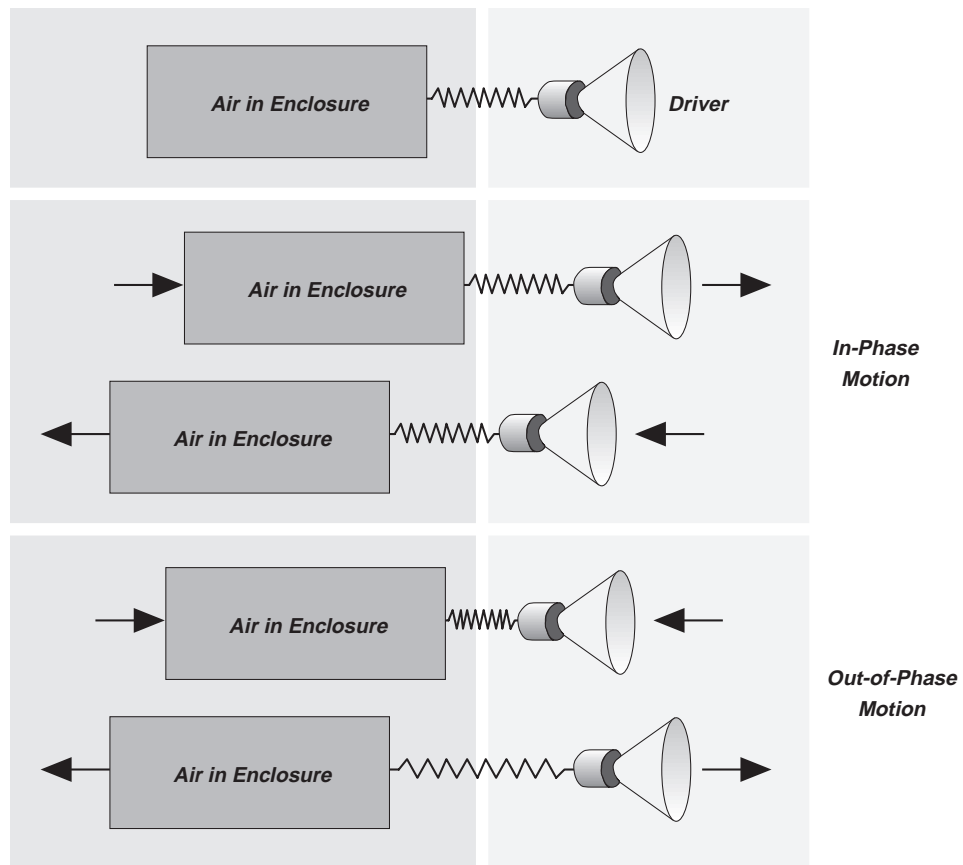 Air in Enclosure
Driver
Air in Enclosure
In-Phase
Motion
Air in Enclosure
Air in Enclosure
Out-of-Phase
Motion
Air in Enclosure